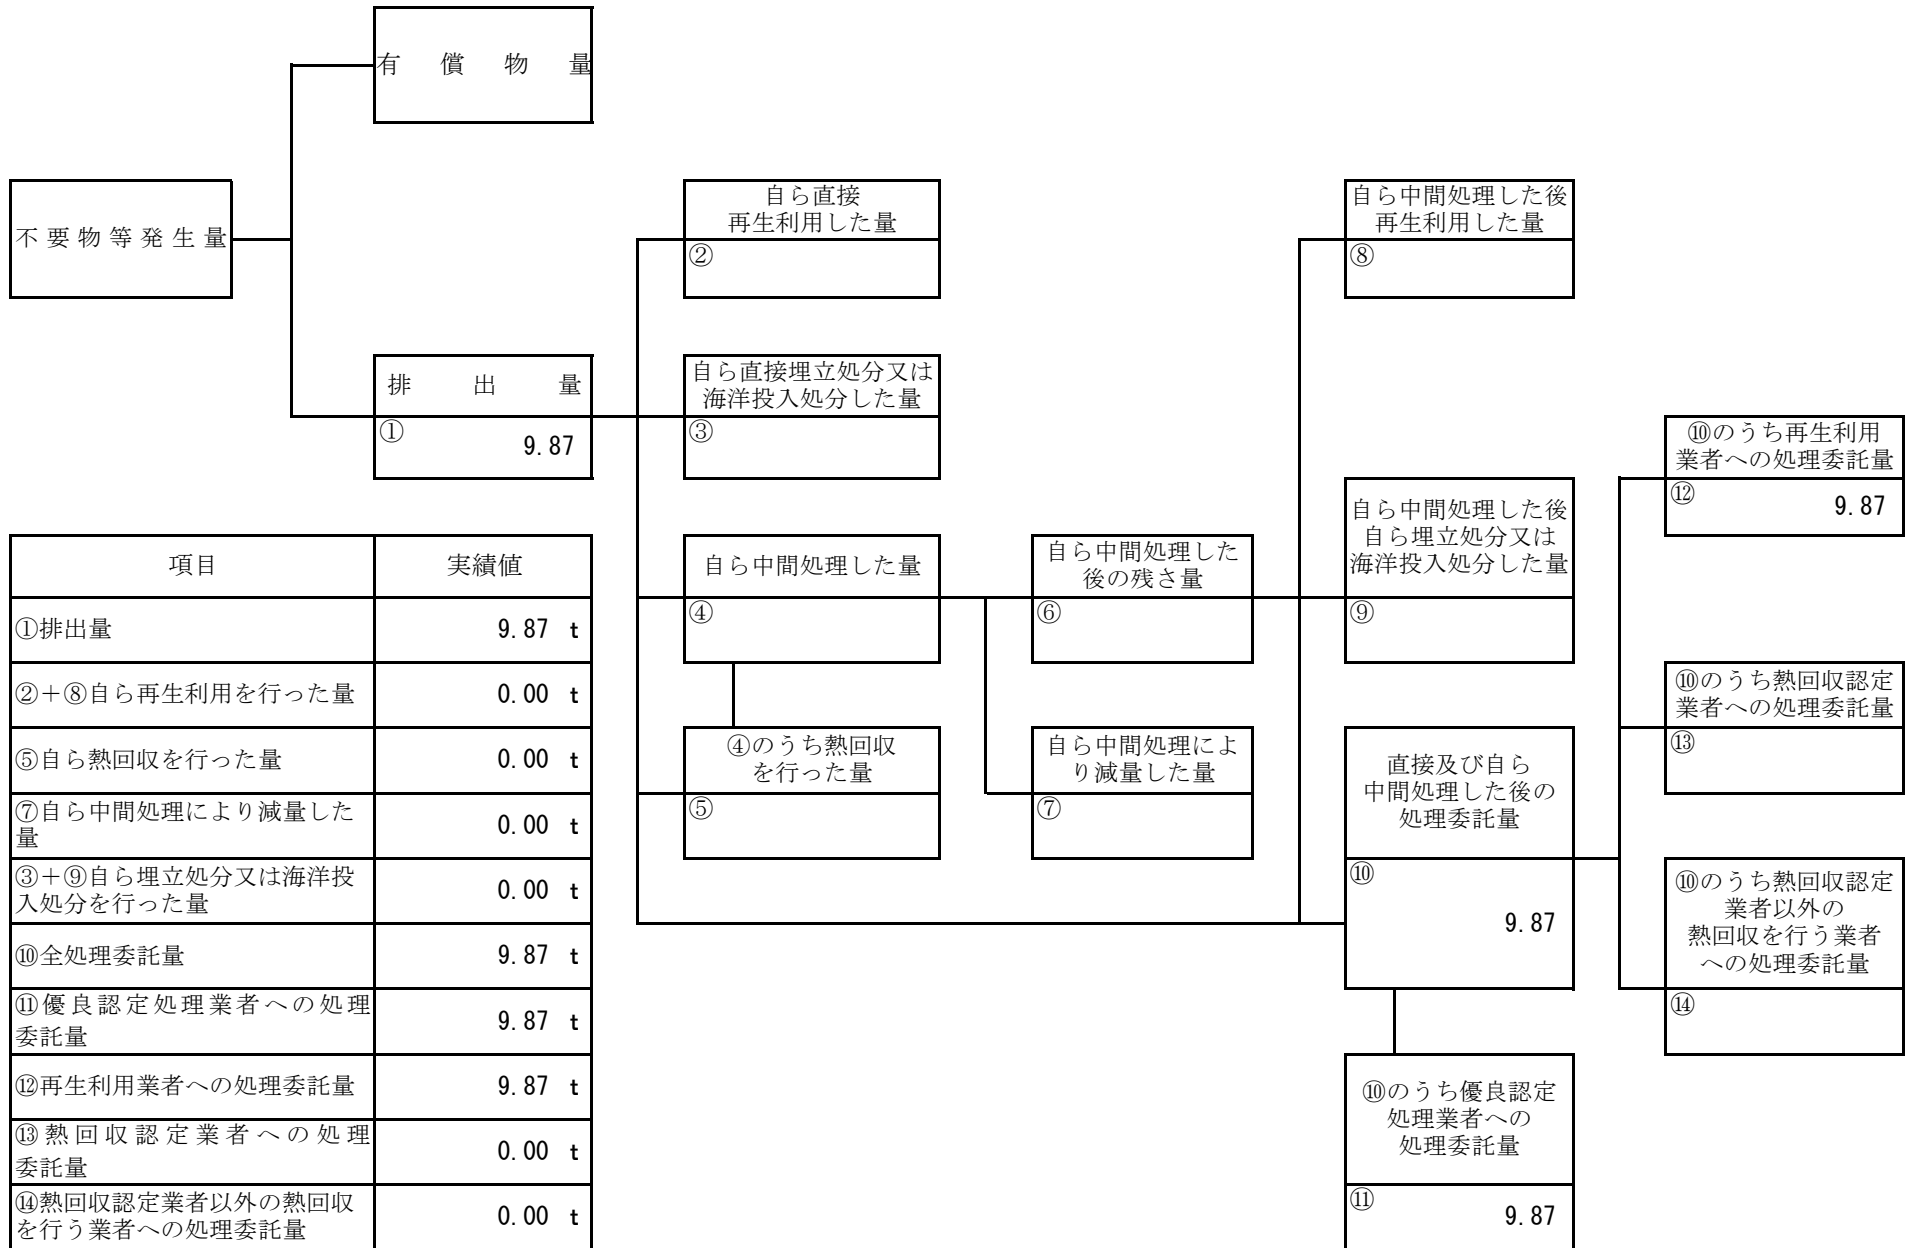 有償物量
不要物等発生量
自ら直接
再生利用した量
②
自ら中間処理した後
再生利用した量
⑧
排出量
①
9.87
自ら直接埋立処分又は
海洋投入処分した量
③
⑩のうち再生利用
業者への処理委託量
⑫
9.87
自ら中間処理した後
自ら埋立処分又は
海洋投入処分した量
⑨
自ら中間処理した量
④
自ら中間処理した
後の残さ量
⑥
⑩のうち熱回収認定
業者への処理委託量
⑬
④のうち熱回収
を行った量
⑤
自ら中間処理によ
り減量した量
⑦
直接及び自ら
中間処理した後の
処理委託量
⑩
9.87
⑩のうち熱回収認定
業者以外の
熱回収を行う業者
への処理委託量
⑭
⑩のうち優良認定
処理業者への
処理委託量
⑪
9.87
項目 実績値
①排出量 9.87 t
②+⑧自ら再生利用を行った量 0.00 t
⑤自ら熱回収を行った量 0.00 t
⑦自ら中間処理により減量した
量
0.00 t
③+⑨自ら埋立処分又は海洋投
入処分を行った量
0.00 t
⑩全処理委託量 9.87 t
⑪優良認定処理業者への処理
委託量
9.87 t
⑫再生利用業者への処理委託量 9.87 t
⑬熱回収認定業者への処理
委託量
0.00 t
⑭熱回収認定業者以外の熱回収
を行う業者への処理委託量
0.00 t